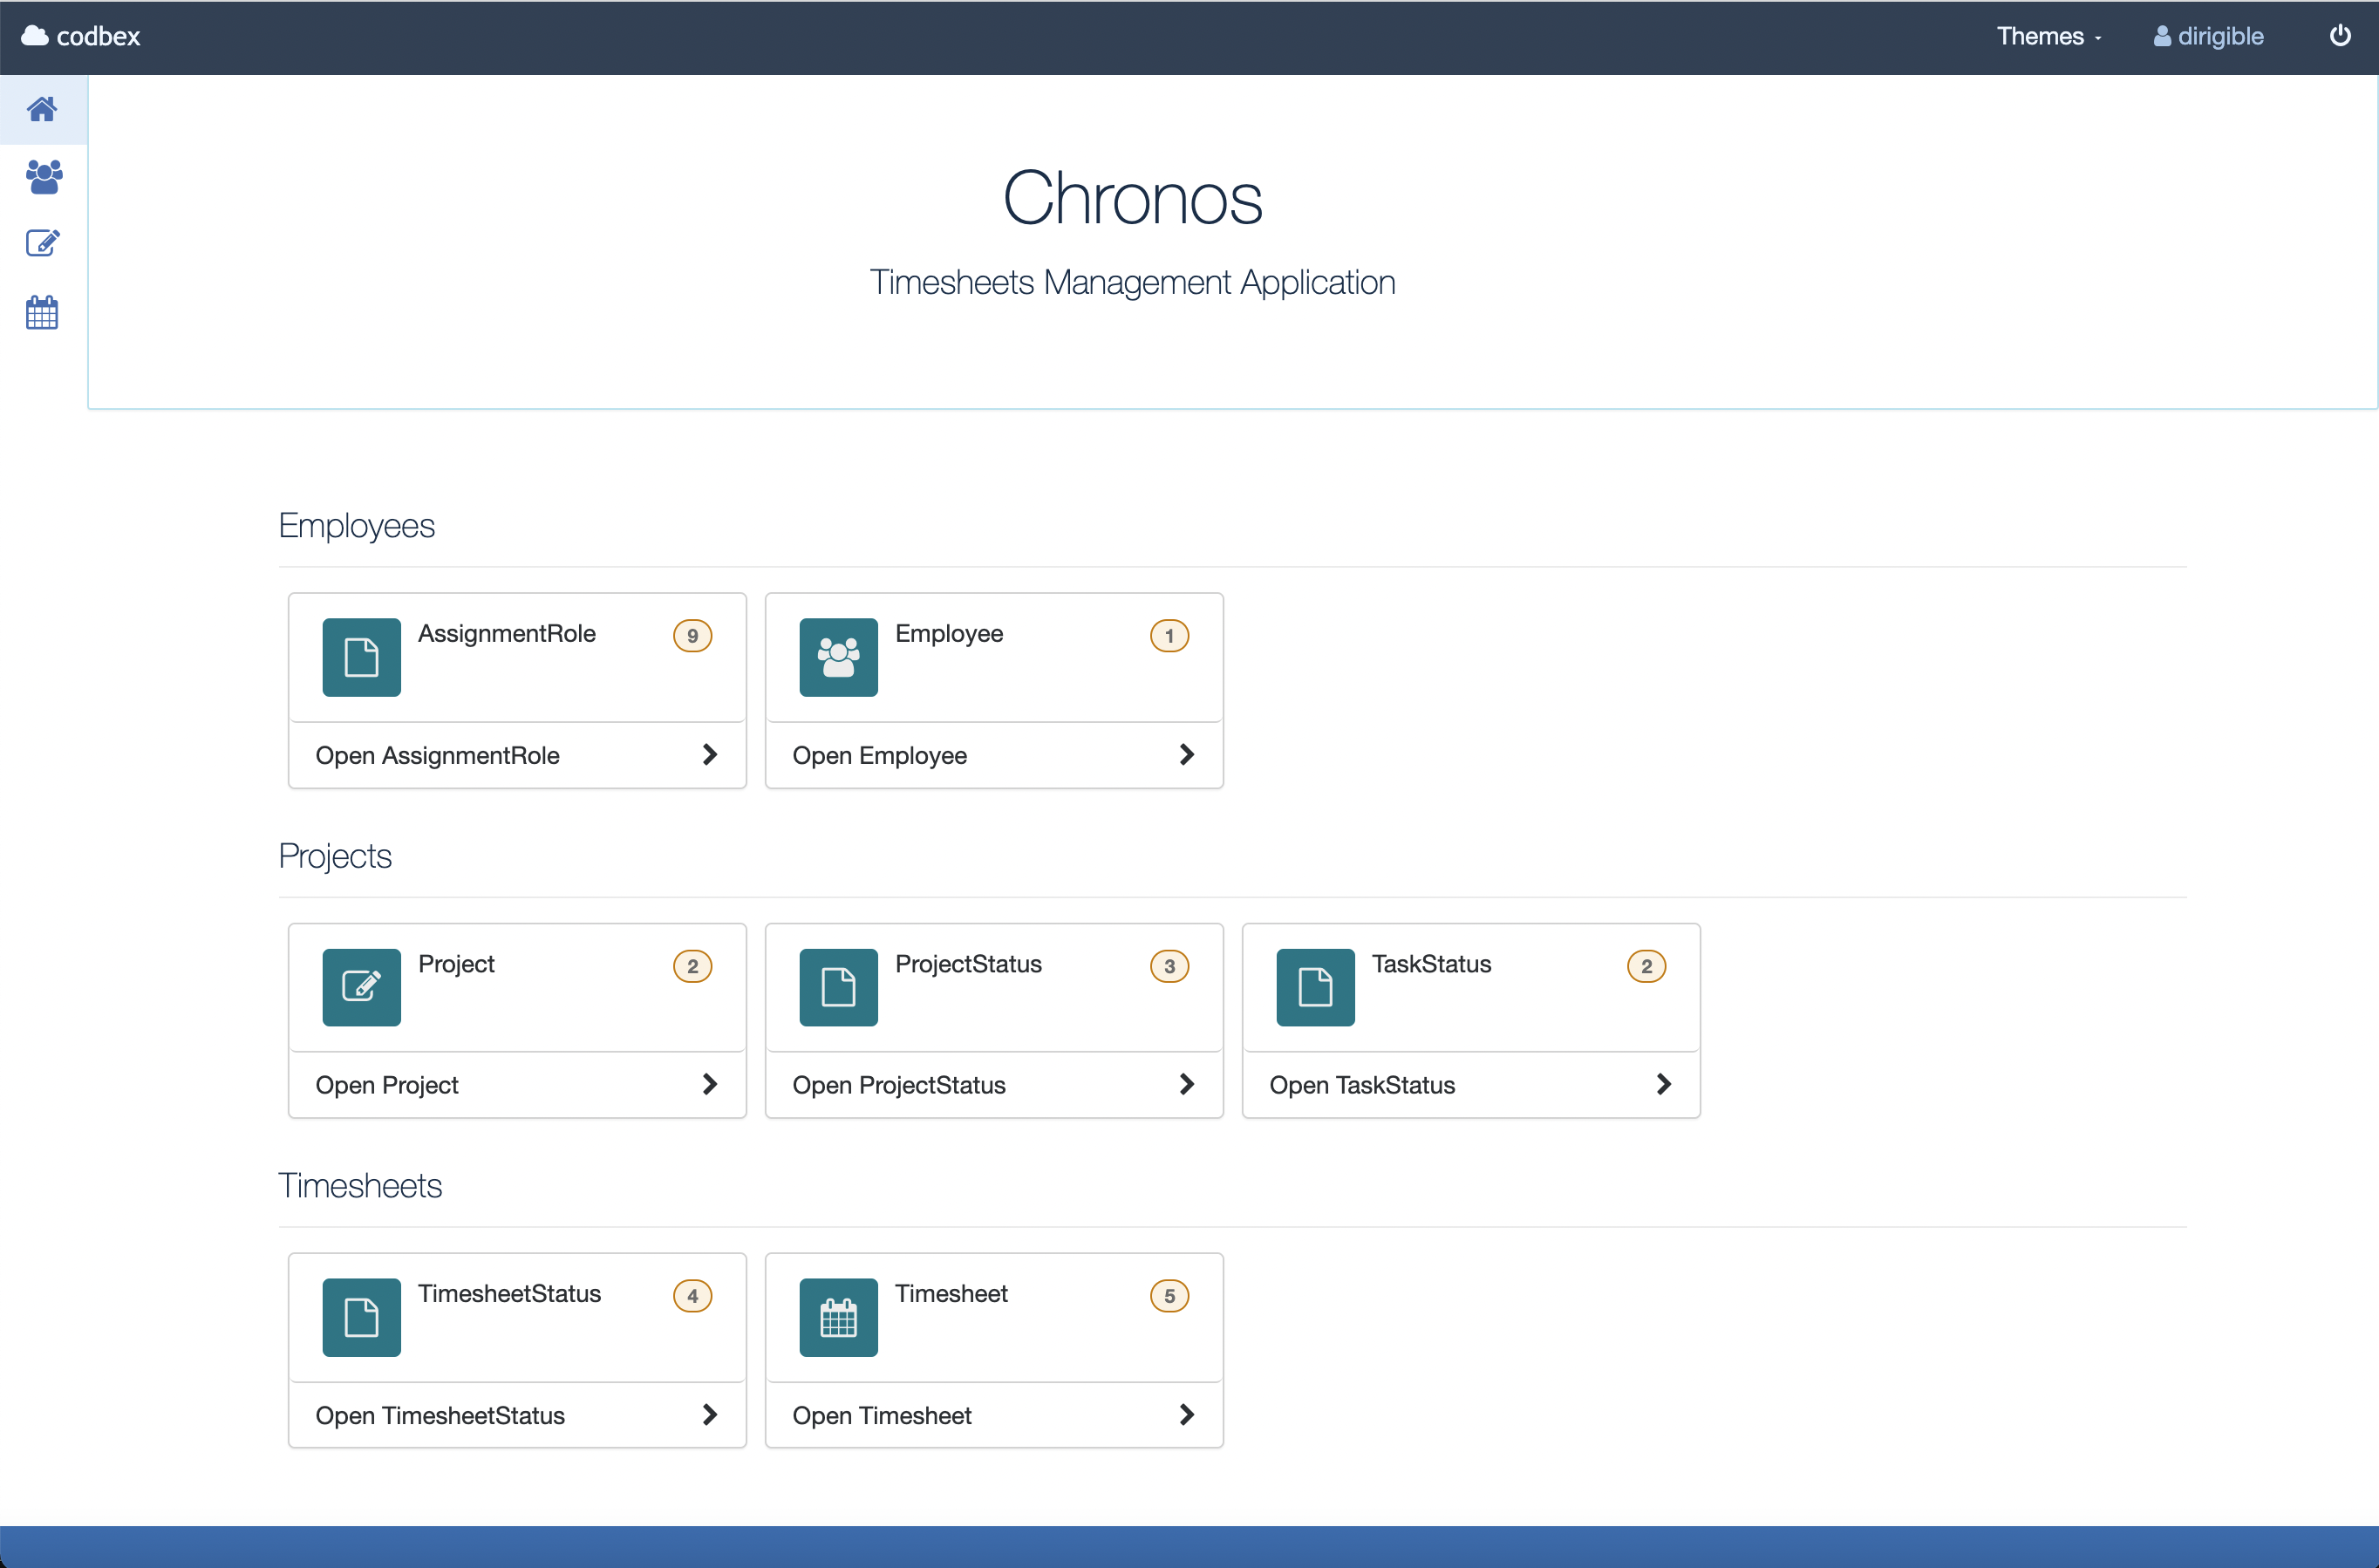 codbex
Themes
dirigible
Chronos
Timesheets Management Application
Employees
AssignmentRole 9
Employee 1
Open AssignmentRole
Open Employee
Projects
Project 2
ProjectStatus 3
TaskStatus 2
Open Project
Open ProjectStatus
Open TaskStatus
Timesheets
TimesheetStatus 4
Timesheet 5
Open TimesheetStatus
Open Timesheet